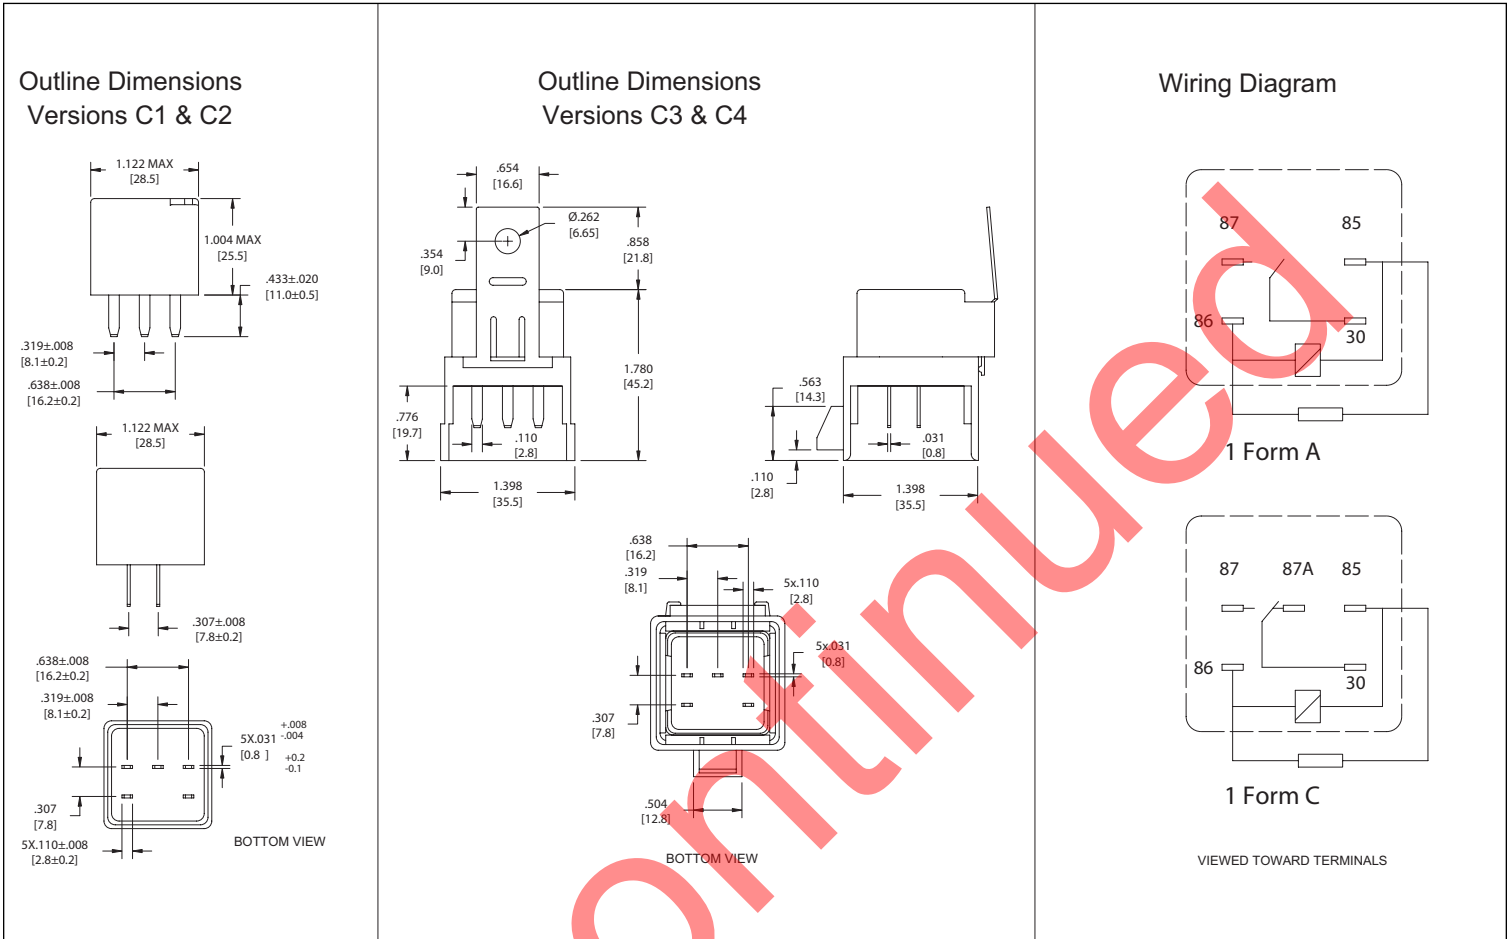 Outline Dimensions
Versions C1 & C2
1.122 MAX
[28.5]
1.004 MAX
[25.5]
.433±.020
[11.0±0.5]
.319±.008
[8.1±0.2]
.638±.008
[16.2±0.2]
1.122 MAX
[28.5]
.307±.008
[7.8±0.2]
.638±.008
[16.2±0.2]
.319±.008
[8.1±0.2]
5X.031 +.008 -.004
[0.8 ] +0.2 -0.1
.307
[7.8]
5X.110±.008
[2.8±0.2]
BOTTOM VIEW
Outline Dimensions
Versions C3 & C4
.654
[16.6]
Ø.262
[6.65]
.354
[9.0]
.858
[21.8]
1.780
[45.2]
.776
[19.7]
.110
[2.8]
1.398
[35.5]
.563
[14.3]
.031
[0.8]
.110
[2.8]
1.398
[35.5]
.638
[16.2]
.319
[8.1]
5x.110
[2.8]
5x.031
[0.8]
.307
[7.8]
.504
[12.8]
BOTTOM VIEW
Wiring Diagram
87 85
86
30
1 Form A
87 87A 85
86
30
1 Form C
VIEWED TOWARD TERMINALS
ontinued